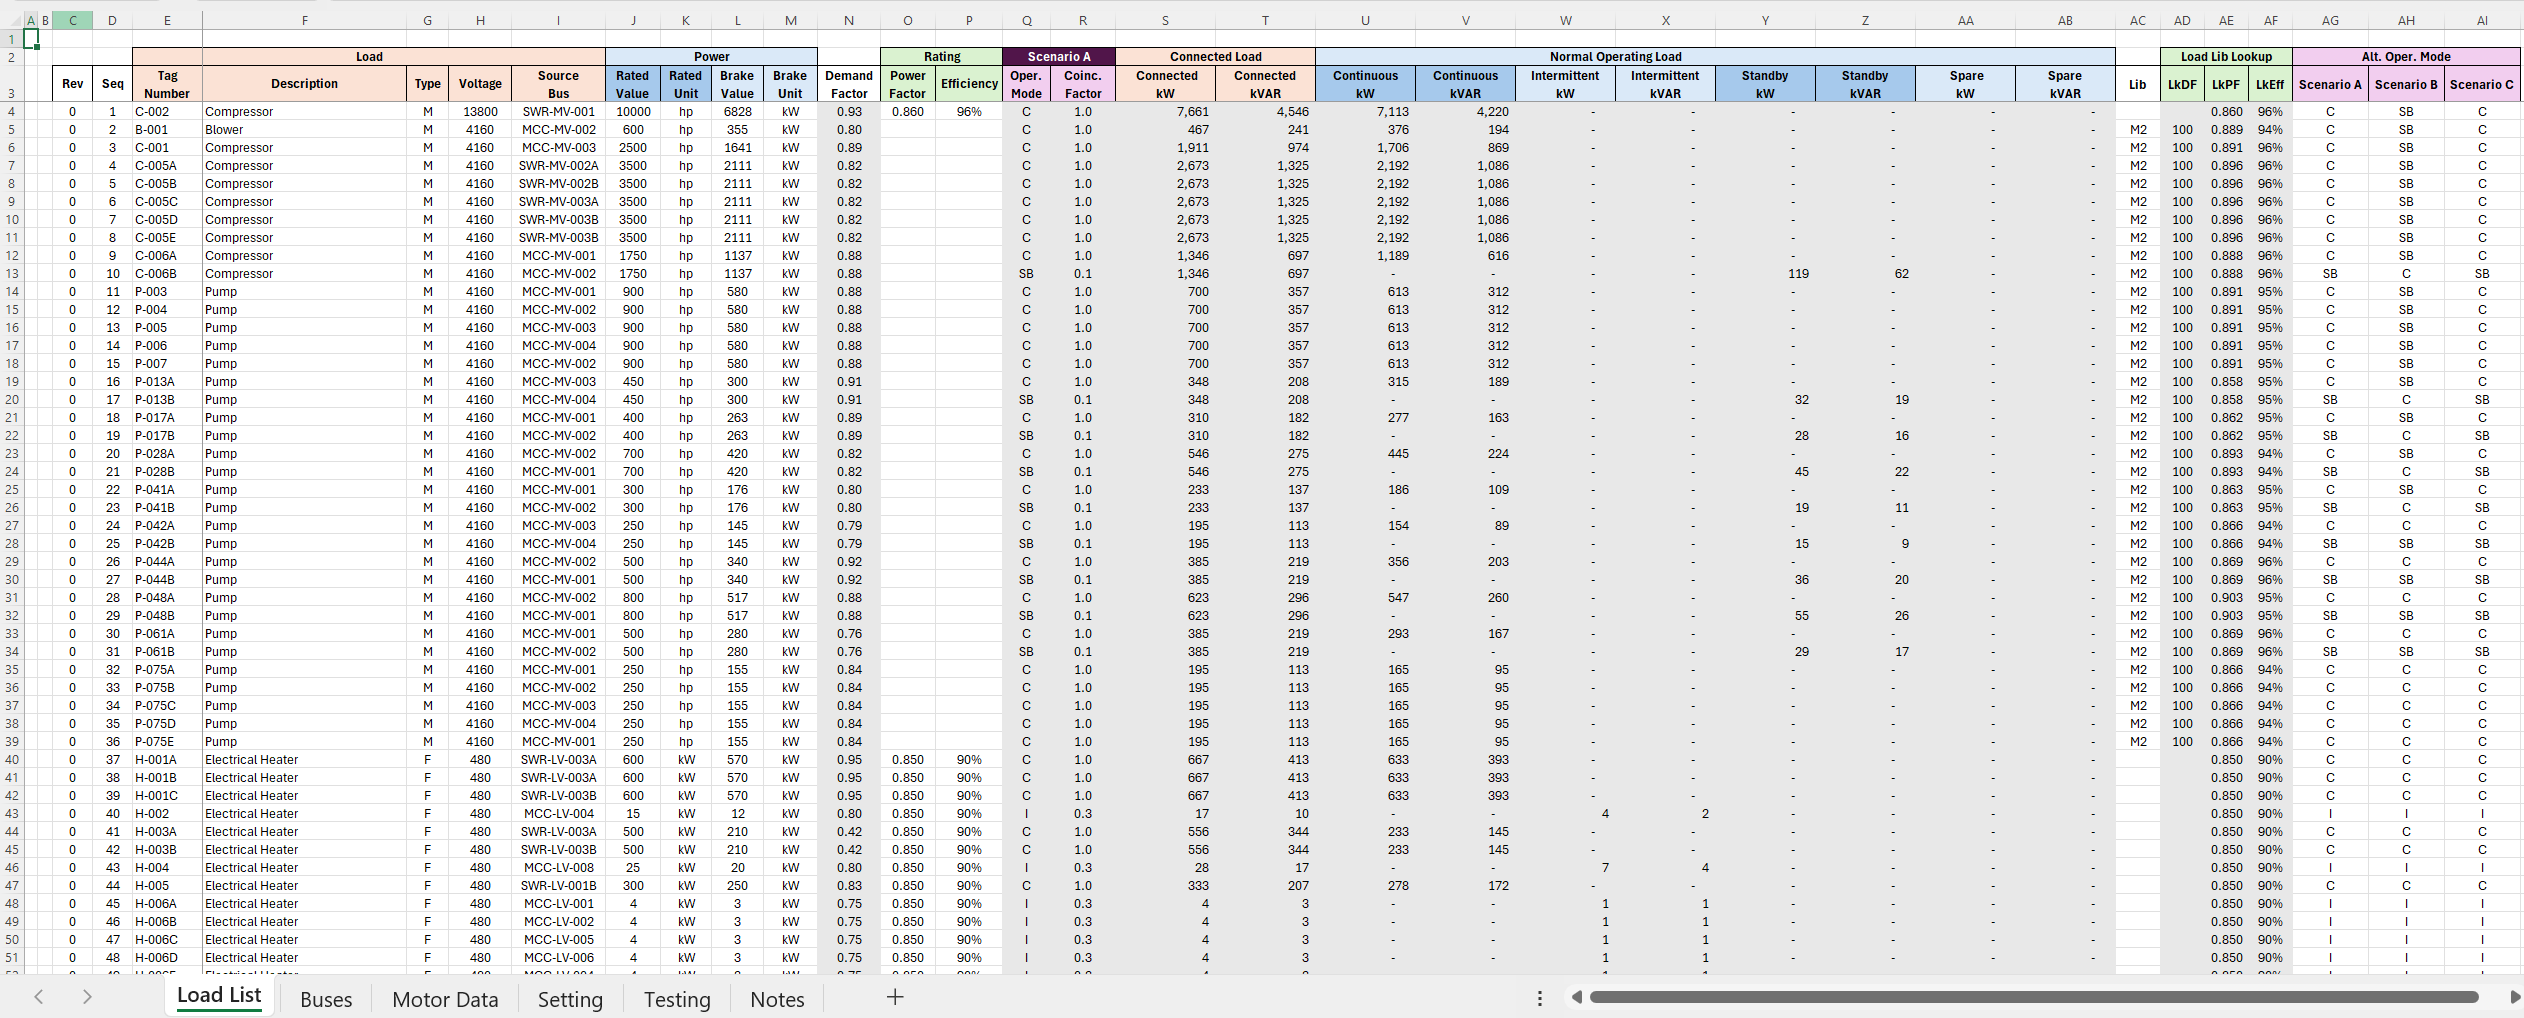 A B C D E F G H I J K L M N O P Q R S T U V W X Y Z AA AB AC AD AE AF AG AH AI
1
2 Load Power Rating Scenario A Connected Load Normal Operating Load Load Lib Lookup Alt. Oper. Mode
3 Rev Seq Tag Number Description Type Voltage Source Bus Rated Value Rated Unit Brake Value Brake Unit Demand Factor Power Factor Efficiency Oper. Mode Coinc. Factor Connected kW Connected kVAR Continuous kW Continuous kVAR Intermittent kW Intermittent kVAR Standby kW Standby kVAR Spare kW Spare kVAR Lib LkDF LkPF LkEff Scenario A Scenario B Scenario C
4 0 1 C-002 Compressor M 13800 SWR-MV-001 10000 hp 6828 kW 0.93 0.860 96% C 1.0 7,661 4,546 7,113 4,220 - - - - - - 0.860 96% C SB C
5 0 2 B-001 Blower M 4160 MCC-MV-002 600 hp 355 kW 0.80 C 1.0 467 241 376 194 - - - - - - M2 100 0.889 94% C SB C
6 0 3 C-001 Compressor M 4160 MCC-MV-003 2500 hp 1641 kW 0.89 C 1.0 1,911 974 1,706 869 - - - - - - M2 100 0.891 96% C SB C
7 0 4 C-005A Compressor M 4160 SWR-MV-002A 3500 hp 2111 kW 0.82 C 1.0 2,673 1,325 2,192 1,086 - - - - - - M2 100 0.896 96% C SB C
8 0 5 C-005B Compressor M 4160 SWR-MV-002B 3500 hp 2111 kW 0.82 C 1.0 2,673 1,325 2,192 1,086 - - - - - - M2 100 0.896 96% C SB C
9 0 6 C-005C Compressor M 4160 SWR-MV-003A 3500 hp 2111 kW 0.82 C 1.0 2,673 1,325 2,192 1,086 - - - - - - M2 100 0.896 96% C SB C
10 0 7 C-005D Compressor M 4160 SWR-MV-003B 3500 hp 2111 kW 0.82 C 1.0 2,673 1,325 2,192 1,086 - - - - - - M2 100 0.896 96% C SB C
11 0 8 C-005E Compressor M 4160 SWR-MV-003B 3500 hp 2111 kW 0.82 C 1.0 2,673 1,325 2,192 1,086 - - - - - - M2 100 0.896 96% C SB C
12 0 9 C-006A Compressor M 4160 MCC-MV-001 1750 hp 1137 kW 0.88 C 1.0 1,346 697 1,189 616 - - - - - - M2 100 0.888 96% C SB C
13 0 10 C-006B Compressor M 4160 MCC-MV-002 1750 hp 1137 kW 0.88 SB 0.1 1,346 697 - - - - 119 62 - - M2 100 0.888 96% SB C SB
14 0 11 P-003 Pump M 4160 MCC-MV-001 900 hp 580 kW 0.88 C 1.0 700 357 613 312 - - - - - - M2 100 0.891 95% C SB C
15 0 12 P-004 Pump M 4160 MCC-MV-002 900 hp 580 kW 0.88 C 1.0 700 357 613 312 - - - - - - M2 100 0.891 95% C SB C
16 0 13 P-005 Pump M 4160 MCC-MV-003 900 hp 580 kW 0.88 C 1.0 700 357 613 312 - - - - - - M2 100 0.891 95% C SB C
17 0 14 P-006 Pump M 4160 MCC-MV-004 900 hp 580 kW 0.88 C 1.0 700 357 613 312 - - - - - - M2 100 0.891 95% C SB C
18 0 15 P-007 Pump M 4160 MCC-MV-002 900 hp 580 kW 0.88 C 1.0 700 357 613 312 - - - - - - M2 100 0.891 95% C SB C
19 0 16 P-013A Pump M 4160 MCC-MV-003 450 hp 300 kW 0.91 C 1.0 348 208 315 189 - - - - - - M2 100 0.858 95% C SB C
20 0 17 P-013B Pump M 4160 MCC-MV-004 450 hp 300 kW 0.91 SB 0.1 348 208 - - - - 32 19 - - M2 100 0.858 95% SB C SB
21 0 18 P-017A Pump M 4160 MCC-MV-001 400 hp 263 kW 0.89 C 1.0 310 182 277 163 - - - - - - M2 100 0.862 95% C SB C
22 0 19 P-017B Pump M 4160 MCC-MV-002 400 hp 263 kW 0.89 SB 0.1 310 182 - - - - 28 16 - - M2 100 0.862 95% SB C SB
23 0 20 P-028A Pump M 4160 MCC-MV-002 700 hp 420 kW 0.82 C 1.0 546 275 445 224 - - - - - - M2 100 0.893 94% C SB C
24 0 21 P-028B Pump M 4160 MCC-MV-001 700 hp 420 kW 0.82 SB 0.1 546 275 - - - - 45 22 - - M2 100 0.893 94% SB C SB
25 0 22 P-041A Pump M 4160 MCC-MV-001 300 hp 176 kW 0.80 C 1.0 233 137 186 109 - - - - - - M2 100 0.863 95% C SB C
26 0 23 P-041B Pump M 4160 MCC-MV-002 300 hp 176 kW 0.80 SB 0.1 233 137 - - - - 19 11 - - M2 100 0.863 95% SB C SB
27 0 24 P-042A Pump M 4160 MCC-MV-003 250 hp 145 kW 0.79 C 1.0 195 113 154 89 - - - - - - M2 100 0.866 94% C C C
28 0 25 P-042B Pump M 4160 MCC-MV-004 250 hp 145 kW 0.79 SB 0.1 195 113 - - - - 15 9 - - M2 100 0.866 94% SB SB SB
29 0 26 P-044A Pump M 4160 MCC-MV-002 500 hp 340 kW 0.92 C 1.0 385 219 356 203 - - - - - - M2 100 0.869 96% C C C
30 0 27 P-044B Pump M 4160 MCC-MV-001 500 hp 340 kW 0.92 SB 0.1 385 219 - - - - 36 20 - - M2 100 0.869 96% SB SB SB
31 0 28 P-048A Pump M 4160 MCC-MV-002 800 hp 517 kW 0.88 C 1.0 623 296 547 260 - - - - - - M2 100 0.903 95% C C C
32 0 29 P-048B Pump M 4160 MCC-MV-001 800 hp 517 kW 0.88 SB 0.1 623 296 - - - - 55 26 - - M2 100 0.903 95% SB SB SB
33 0 30 P-061A Pump M 4160 MCC-MV-001 500 hp 280 kW 0.76 C 1.0 385 219 293 167 - - - - - - M2 100 0.869 96% C C C
34 0 31 P-061B Pump M 4160 MCC-MV-002 500 hp 280 kW 0.76 SB 0.1 385 219 - - - - 29 17 - - M2 100 0.869 96% SB SB SB
35 0 32 P-075A Pump M 4160 MCC-MV-001 250 hp 155 kW 0.84 C 1.0 195 113 165 95 - - - - - - M2 100 0.866 94% C C C
36 0 33 P-075B Pump M 4160 MCC-MV-002 250 hp 155 kW 0.84 C 1.0 195 113 165 95 - - - - - - M2 100 0.866 94% C C C
37 0 34 P-075C Pump M 4160 MCC-MV-003 250 hp 155 kW 0.84 C 1.0 195 113 165 95 - - - - - - M2 100 0.866 94% C C C
38 0 35 P-075D Pump M 4160 MCC-MV-004 250 hp 155 kW 0.84 C 1.0 195 113 165 95 - - - - - - M2 100 0.866 94% C C C
39 0 36 P-075E Pump M 4160 MCC-MV-001 250 hp 155 kW 0.84 C 1.0 195 113 165 95 - - - - - - M2 100 0.866 94% C C C
40 0 37 H-001A Electrical Heater F 480 SWR-LV-003A 600 kW 570 kW 0.95 0.850 90% C 1.0 667 413 633 393 - - - - - - 0.850 90% C C C
41 0 38 H-001B Electrical Heater F 480 SWR-LV-003A 600 kW 570 kW 0.95 0.850 90% C 1.0 667 413 633 393 - - - - - - 0.850 90% C C C
42 0 39 H-001C Electrical Heater F 480 SWR-LV-003B 600 kW 570 kW 0.95 0.850 90% C 1.0 667 413 633 393 - - - - - - 0.850 90% C C C
43 0 40 H-002 Electrical Heater F 480 MCC-LV-004 15 kW 12 kW 0.80 0.850 90% I 0.3 17 10 - - 4 2 - - - - 0.850 90% I I I
44 0 41 H-003A Electrical Heater F 480 SWR-LV-003A 500 kW 210 kW 0.42 0.850 90% C 1.0 556 344 233 145 - - - - - - 0.850 90% C C C
45 0 42 H-003B Electrical Heater F 480 SWR-LV-003B 500 kW 210 kW 0.42 0.850 90% C 1.0 556 344 233 145 - - - - - - 0.850 90% C C C
46 0 43 H-004 Electrical Heater F 480 MCC-LV-008 25 kW 20 kW 0.80 0.850 90% I 0.3 28 17 - - 7 4 - - - - 0.850 90% I I I
47 0 44 H-005 Electrical Heater F 480 SWR-LV-001B 300 kW 250 kW 0.83 0.850 90% C 1.0 333 207 278 172 - - - - - - 0.850 90% C C C
48 0 45 H-006A Electrical Heater F 480 MCC-LV-001 4 kW 3 kW 0.75 0.850 90% I 0.3 4 3 - - 1 1 - - - - 0.850 90% I I I
49 0 46 H-006B Electrical Heater F 480 MCC-LV-002 4 kW 3 kW 0.75 0.850 90% I 0.3 4 3 - - 1 1 - - - - 0.850 90% I I I
50 0 47 H-006C Electrical Heater F 480 MCC-LV-005 4 kW 3 kW 0.75 0.850 90% I 0.3 4 3 - - 1 1 - - - - 0.850 90% I I I
51 0 48 H-006D Electrical Heater F 480 MCC-LV-006 4 kW 3 kW 0.75 0.850 90% I 0.3 4 3 - - 1 1 - - - - 0.850 90% I I I
Load List Buses Motor Data Setting Testing Notes